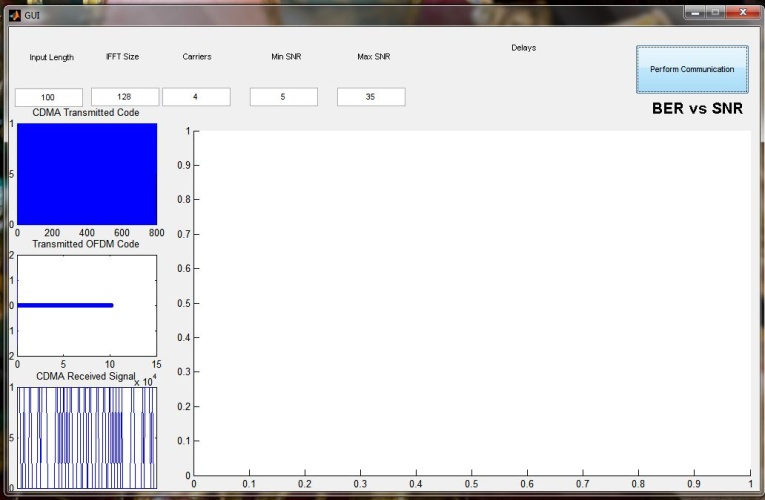 GUI
Input Length
IFFT Size
Carriers
Min SNR
Max SNR
Delays
Perform Communication
100
128
4
5
35
BER vs SNR
CDMA Transmitted Code
1
5
0
0 200 400 600 800
Transmitted OFDM Code
2
1
0
1
2
0 5 10 15
x 10^4
CDMA Received Signal
1
5
0
1
0.9
0.8
0.7
0.6
0.5
0.4
0.3
0.2
0.1
0
0 0.1 0.2 0.3 0.4 0.5 0.6 0.7 0.8 0.9 1